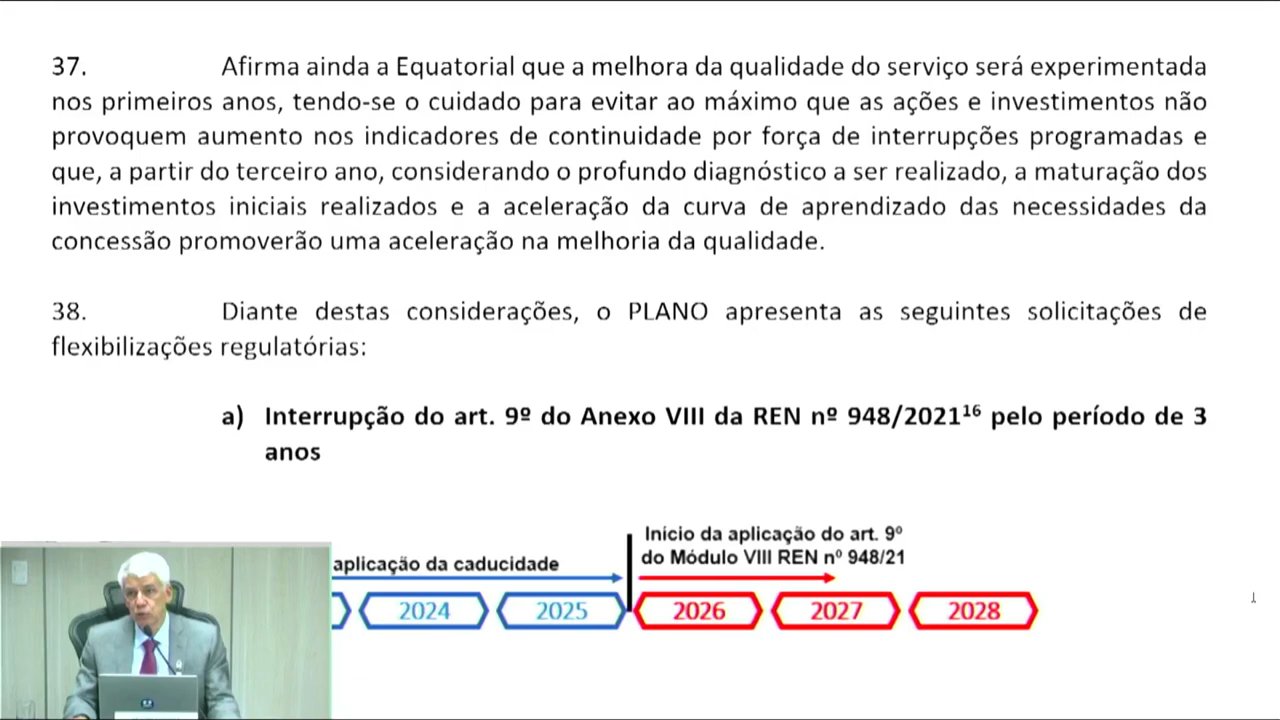 37. Afirma ainda a Equatorial que a melhora da qualidade do serviço será experimentada
nos primeiros anos, tendo-se o cuidado para evitar ao máximo que as ações e investimentos não
provoquem aumento nos indicadores de continuidade por força de interrupções programadas e
que, a partir do terceiro ano, considerando o profundo diagnóstico a ser realizado, a maturação dos
investimentos iniciais realizados e a aceleração da curva de aprendizado das necessidades da
concessão promoverão uma aceleração na melhoria da qualidade.
38. Diante destas considerações, o PLANO apresenta as seguintes solicitações de
flexibilizações regulatórias:
a) Interrupção do art. 9º do Anexo VIII da REN nº 948/2021¹⁶ pelo período de 3
anos
aplicação da caducidade
Início da aplicação do art. 9º
do Módulo VIII REN nº 948/21
2024 2025 2026 2027 2028